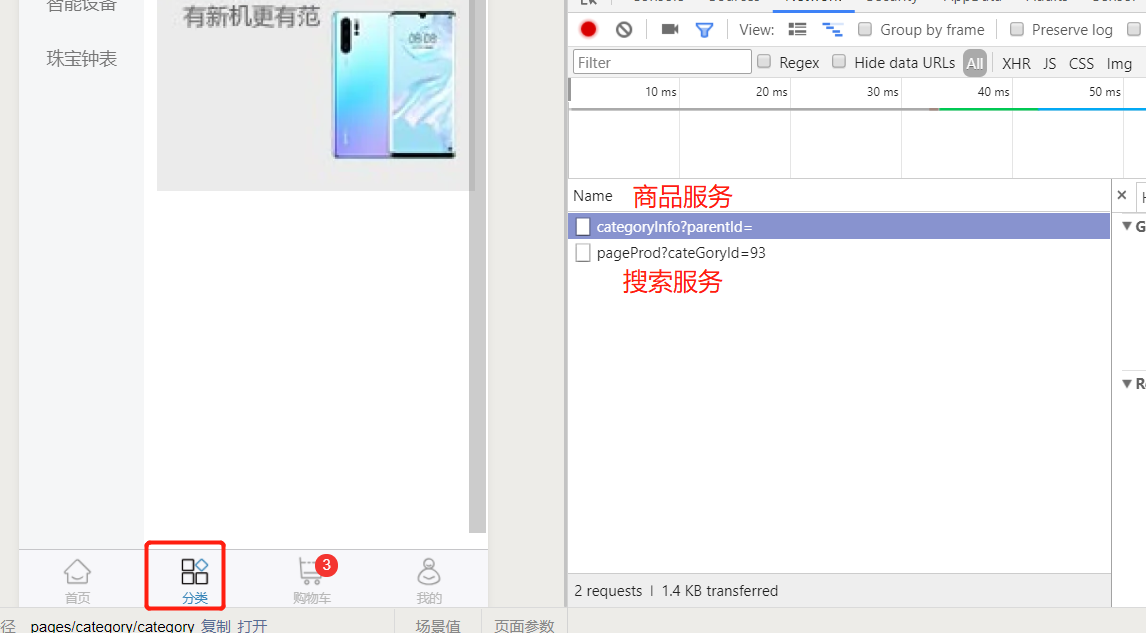 智能设备
珠宝钟表
有新机更有范
08:08
首页
分类
3
购物车
我的
pages/category/category 复制 打开
场景值
页面参数
Network
View:
Group by frame
Preserve log
Filter
Regex
Hide data URLs
All
XHR
JS
CSS
Img
10 ms
20 ms
30 ms
40 ms
50 ms
Name
商品服务
categoryInfo?parentId=
pageProd?cateGoryId=93
搜索服务
2 requests | 1.4 KB transferred